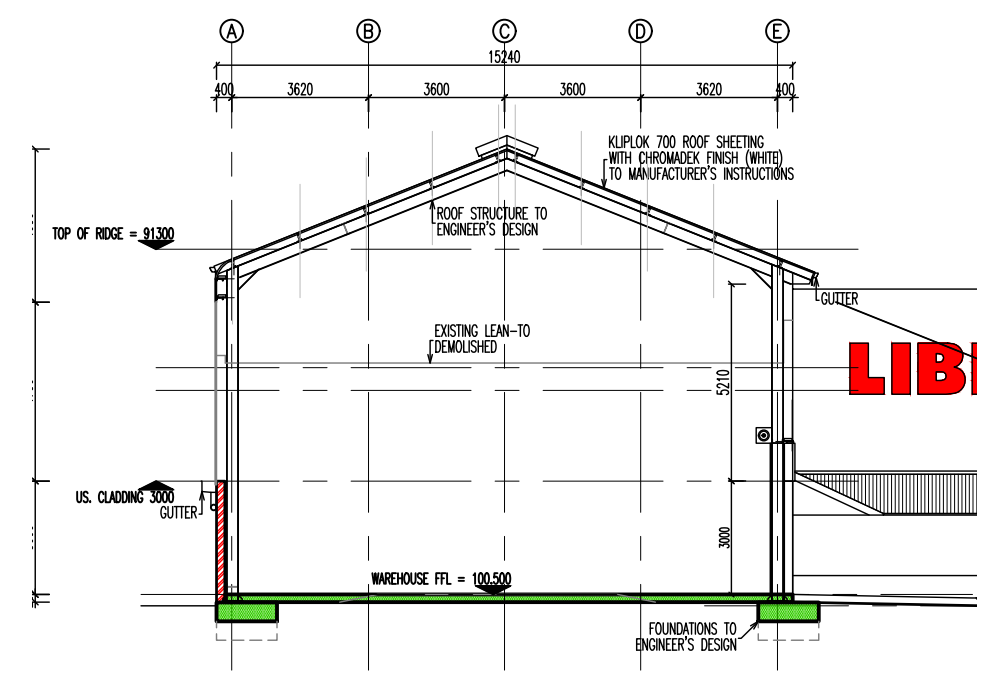 A B C D E
15240
400 3620 3600 3600 3620 400
KLIPLOK 700 ROOF SHEETING
WITH CHROMADEK FINISH (WHITE)
TO MANUFACTURER'S INSTRUCTIONS
ROOF STRUCTURE TO
ENGINEER'S DESIGN
TOP OF RIDGE = 91300
GUTTER
EXISTING LEAN-TO
DEMOLISHED
LIB
5210
US. CLADDING 3000
GUTTER
3000
WAREHOUSE FFL = 100.500
FOUNDATIONS TO
ENGINEER'S DESIGN